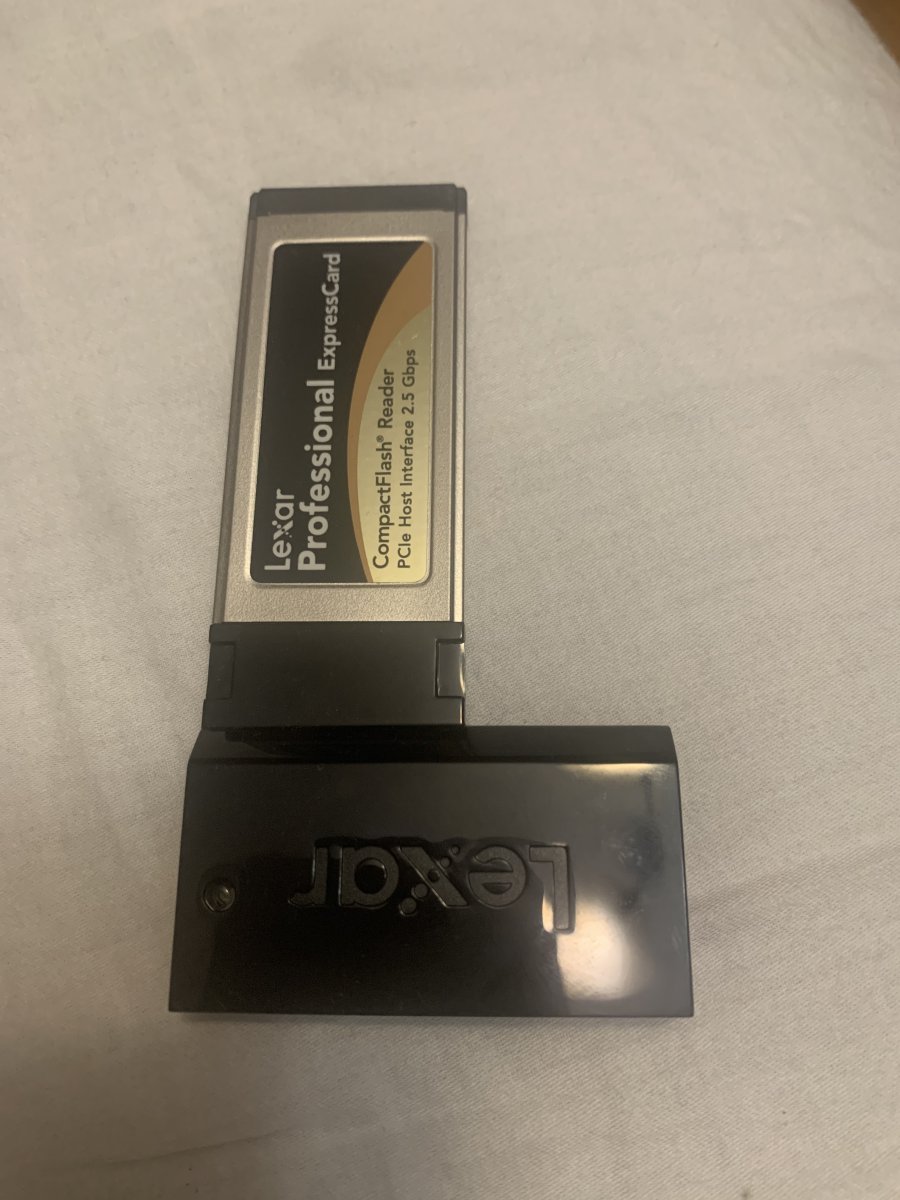 Lexar
Professional ExpressCard
CompactFlash® Reader
PCIe Host Interface 2.5 Gbps
Lexar